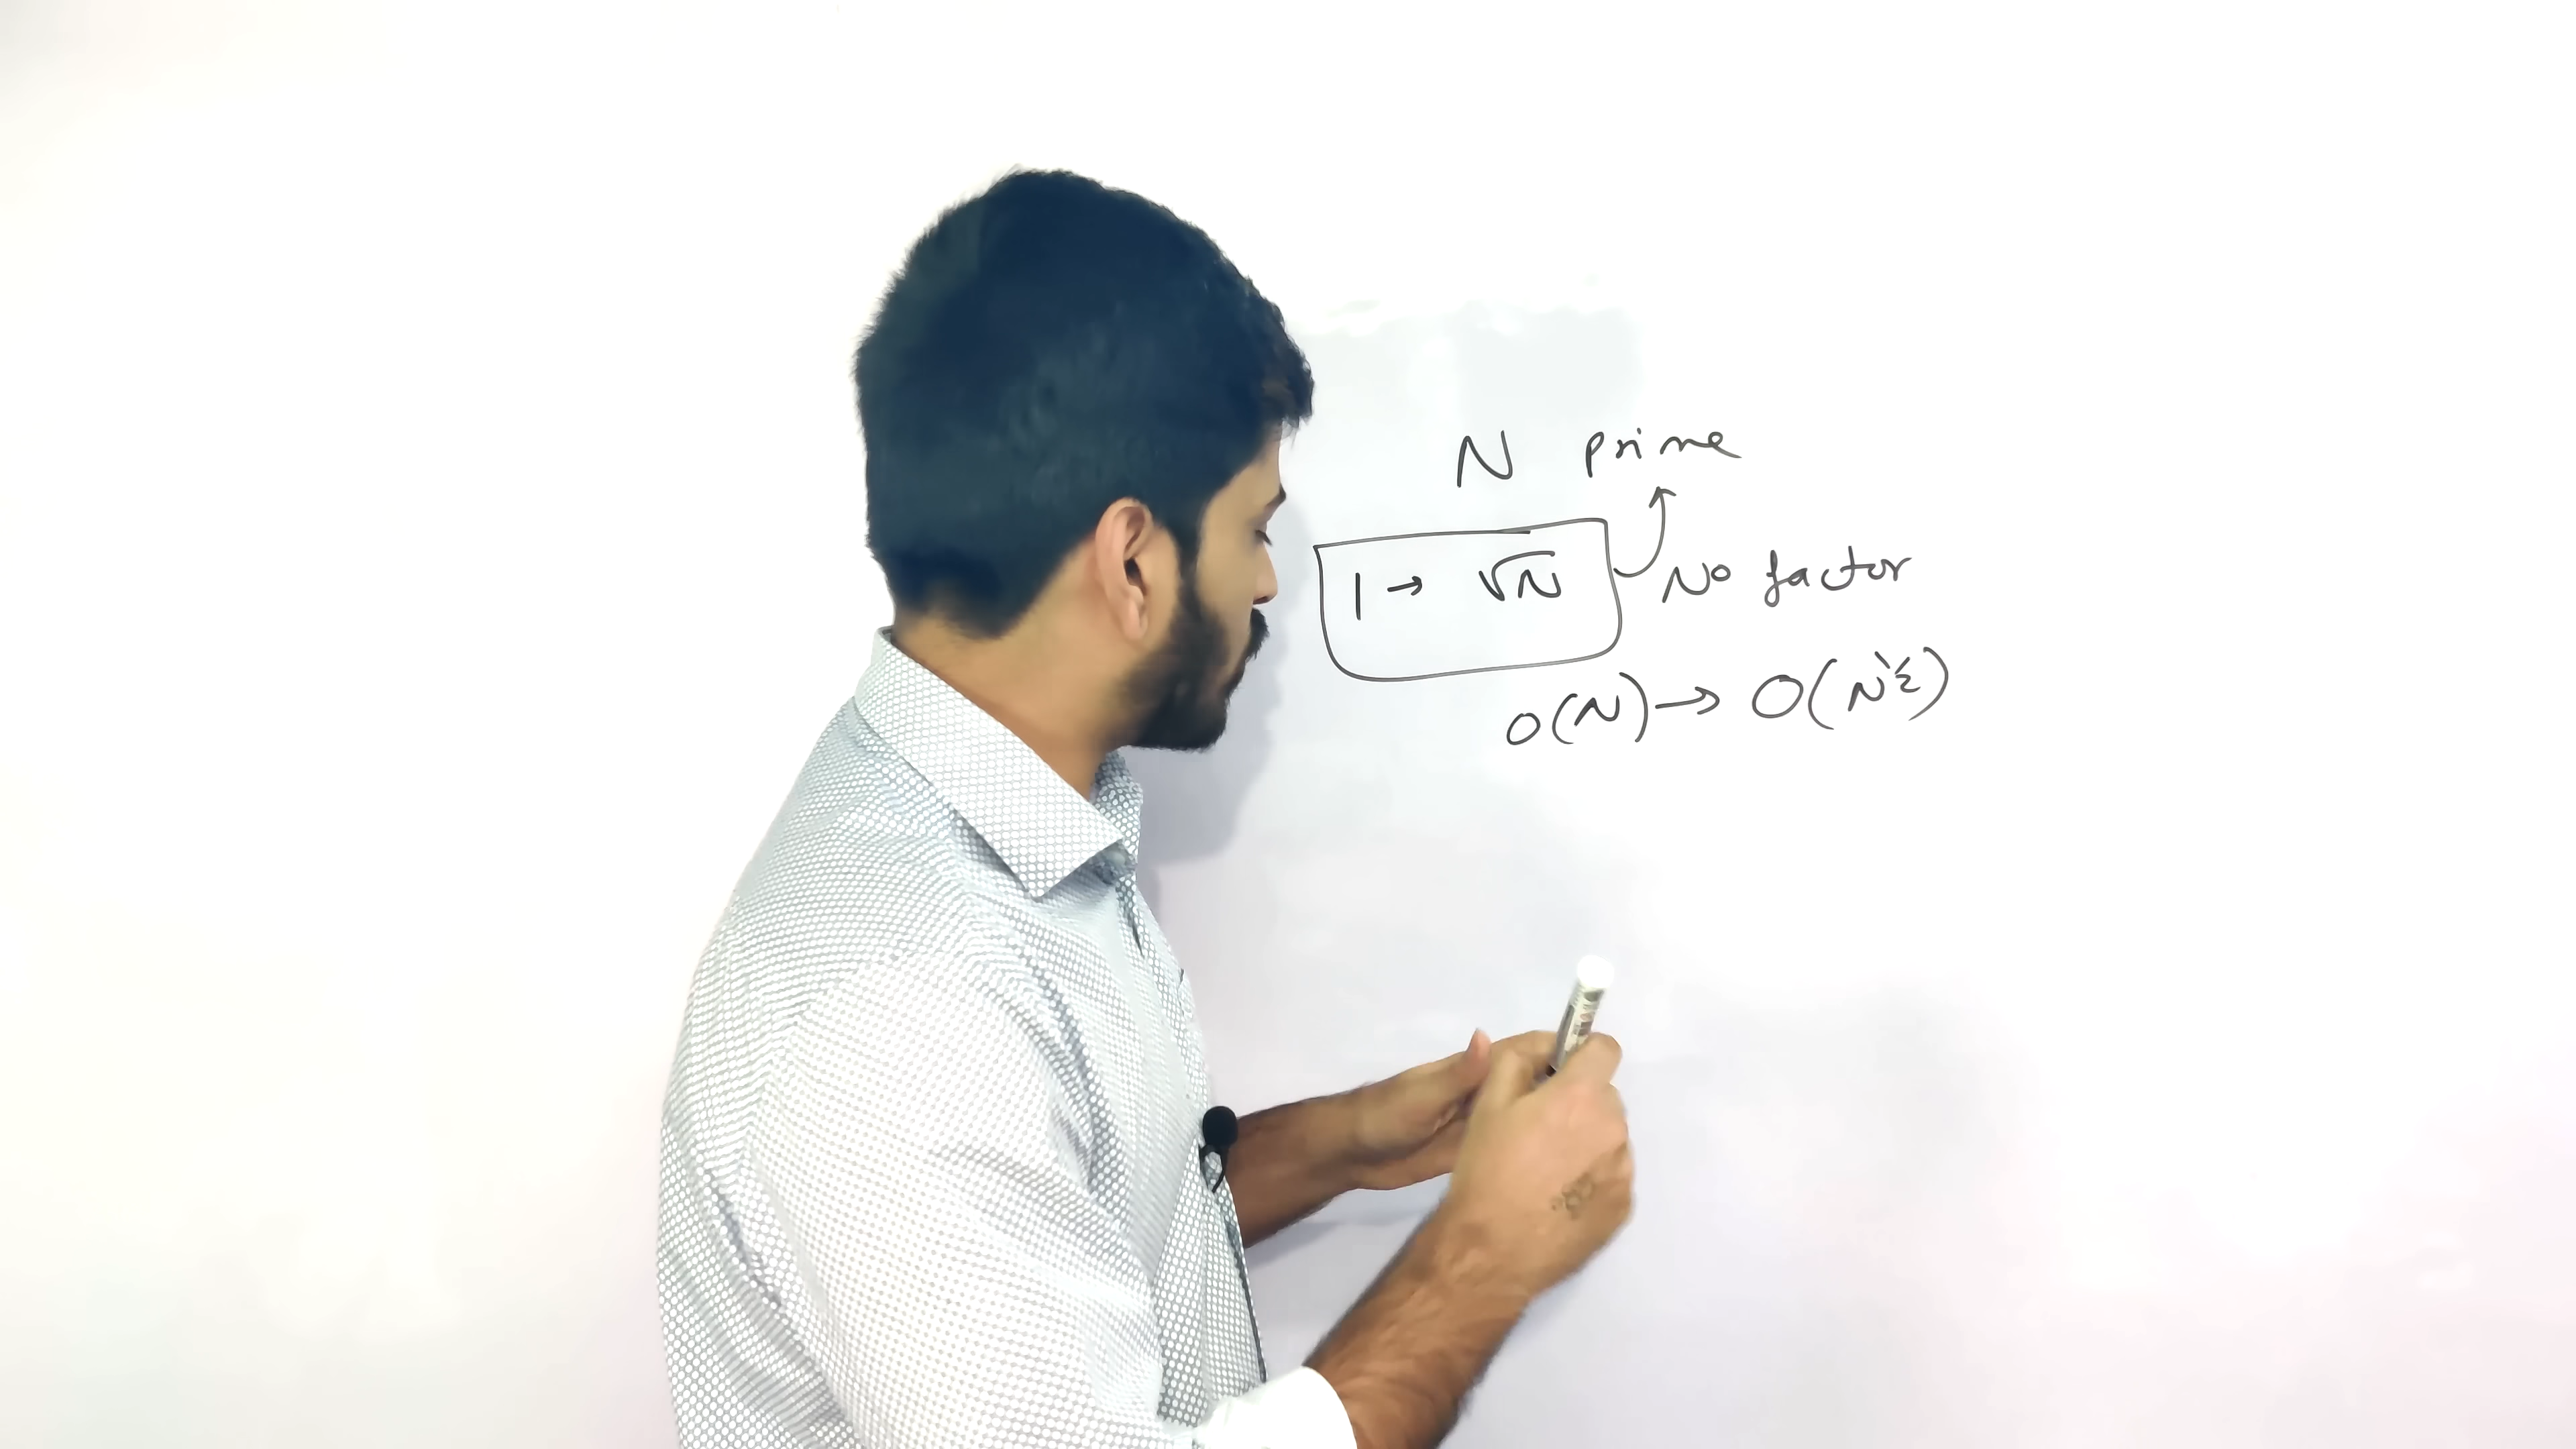 N prime
1 → √N No factor
O(N) → O(N½)